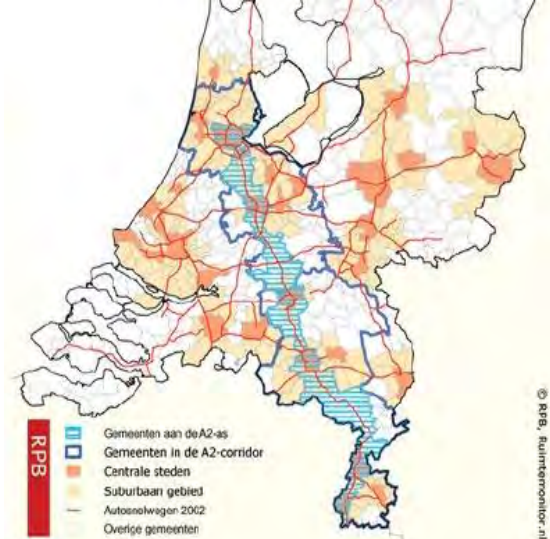 RPB
Gemeenten aan de A2-as
Gemeenten in de A2-corridor
Centrale steden
Suburbaan gebied
Autosnelwegen 2002
Overige gemeenten
© RPB, Ruimtemonitor.nl